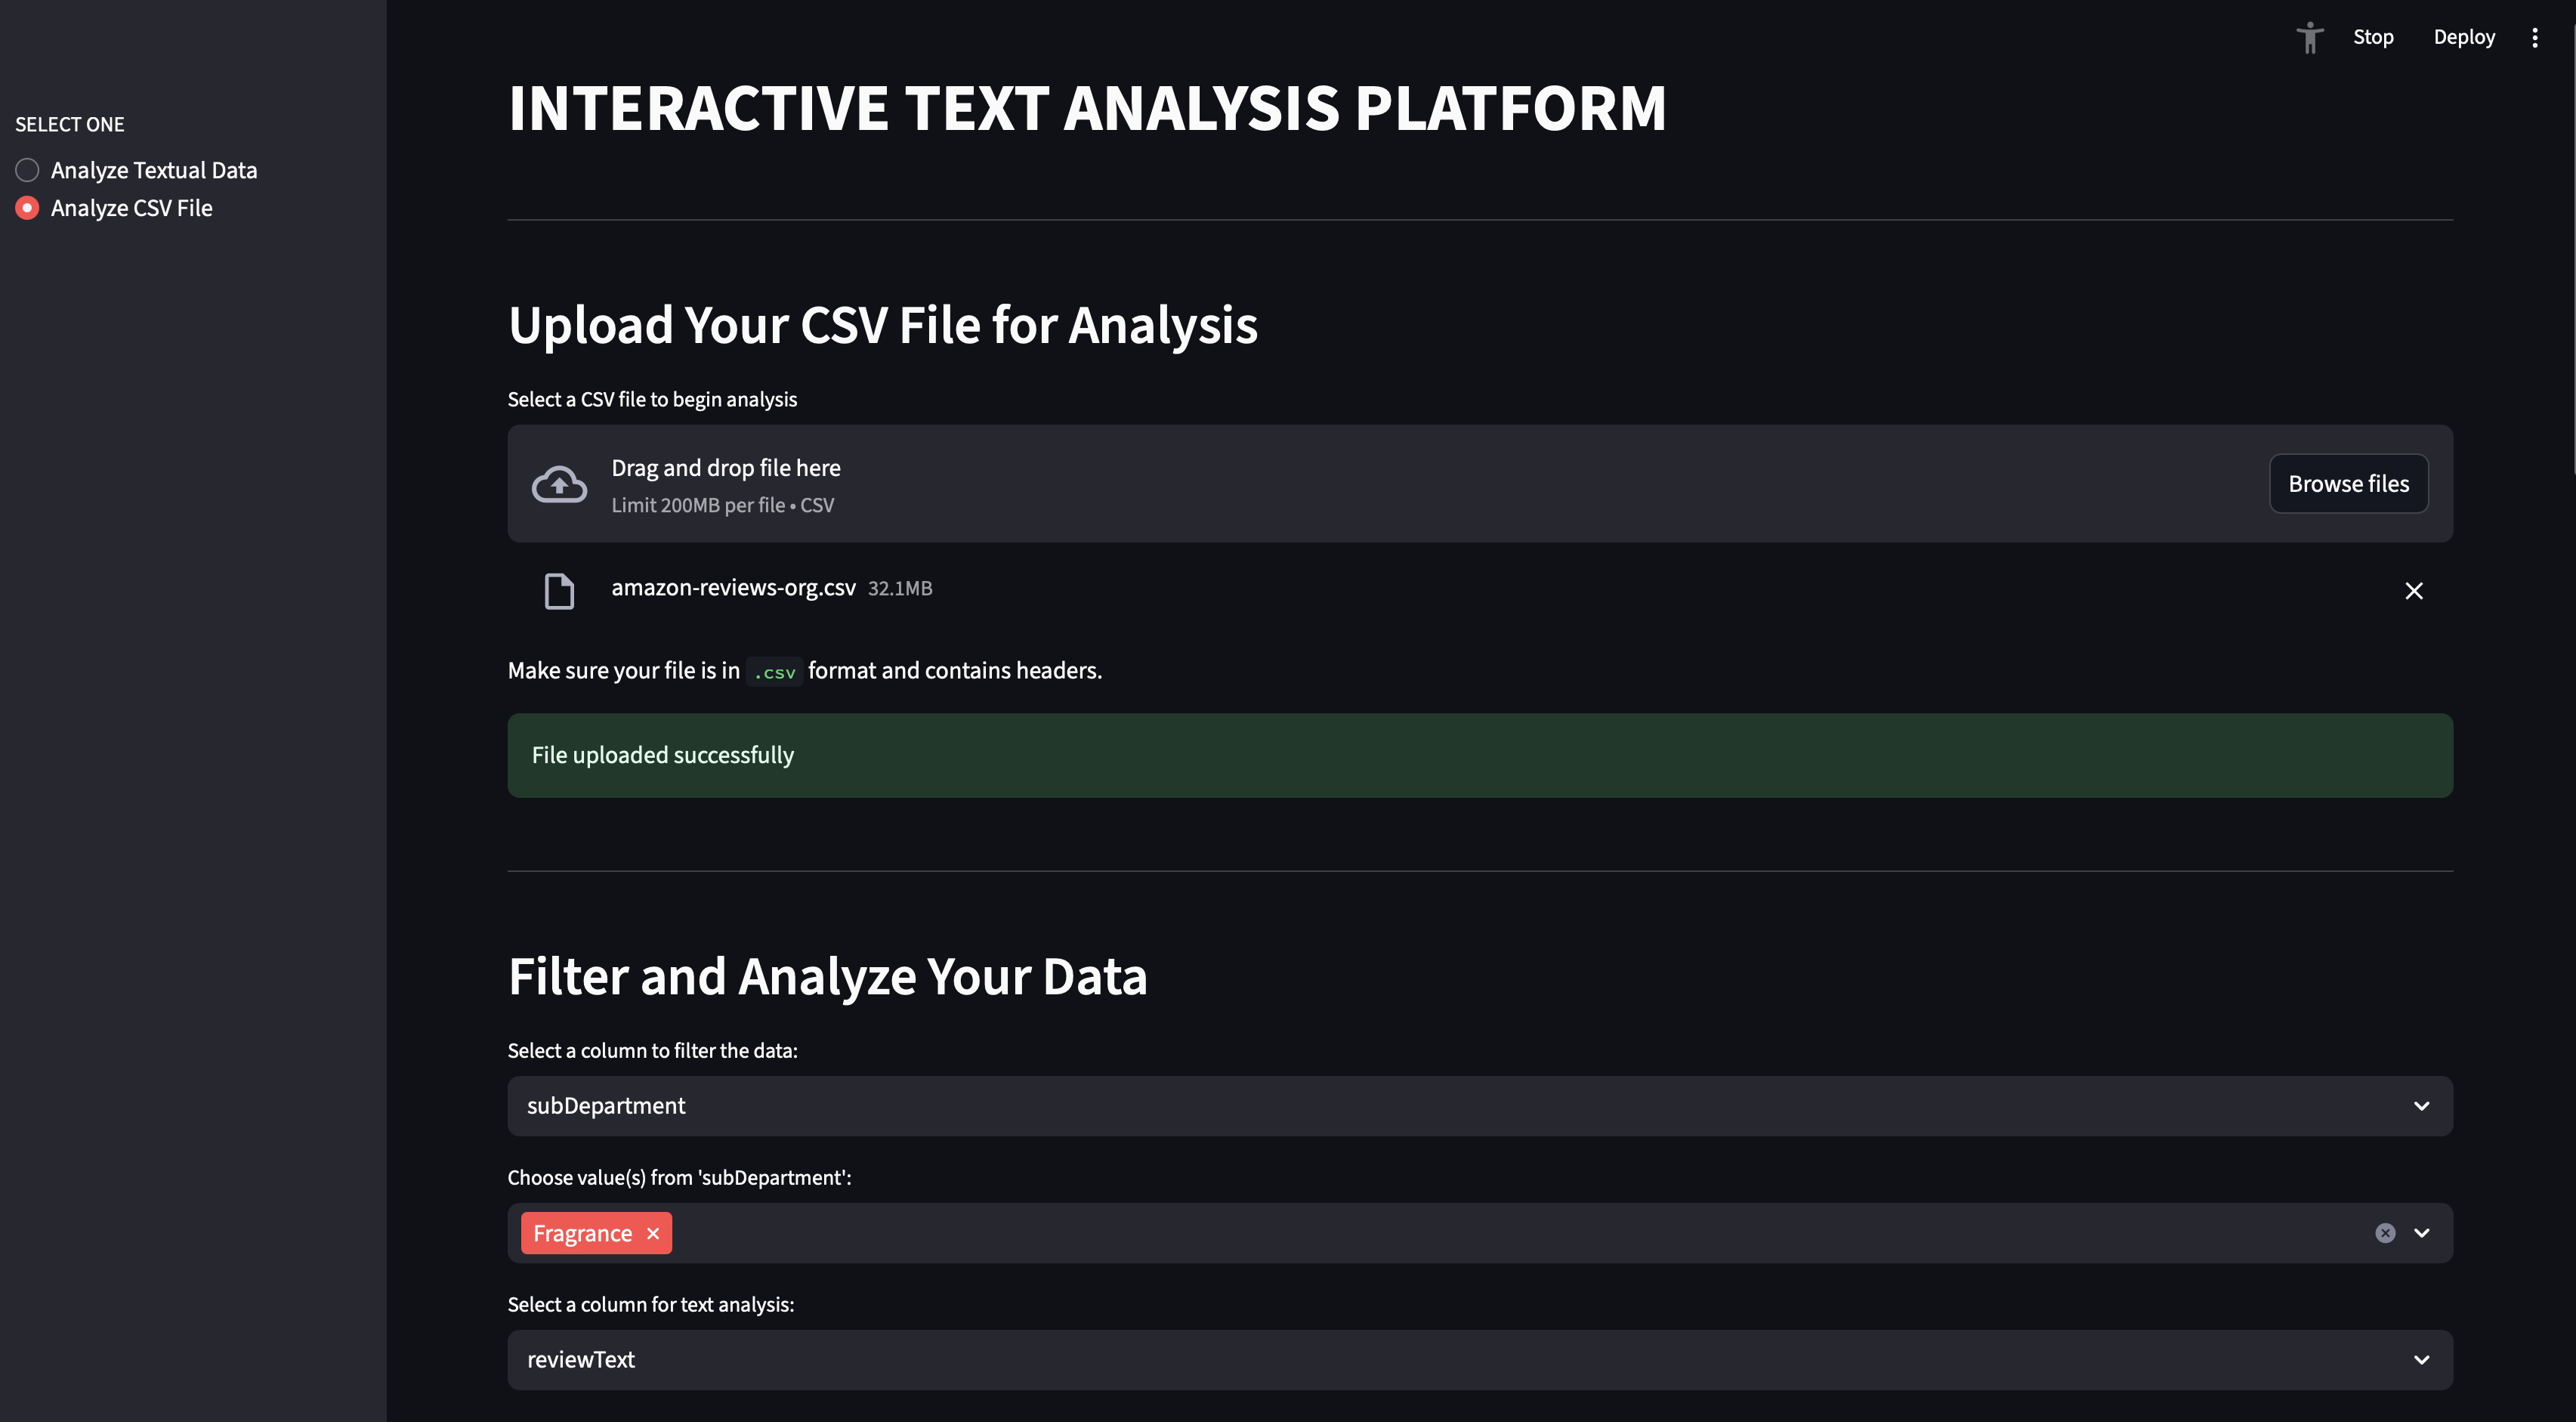 Stop Deploy
SELECT ONE
Analyze Textual Data
Analyze CSV File
INTERACTIVE TEXT ANALYSIS PLATFORM
Upload Your CSV File for Analysis
Select a CSV file to begin analysis
Drag and drop file here
Limit 200MB per file • CSV
Browse files
amazon-reviews-org.csv 32.1MB
Make sure your file is in .csv format and contains headers.
File uploaded successfully
Filter and Analyze Your Data
Select a column to filter the data:
subDepartment
Choose value(s) from 'subDepartment':
Fragrance
Select a column for text analysis:
reviewText